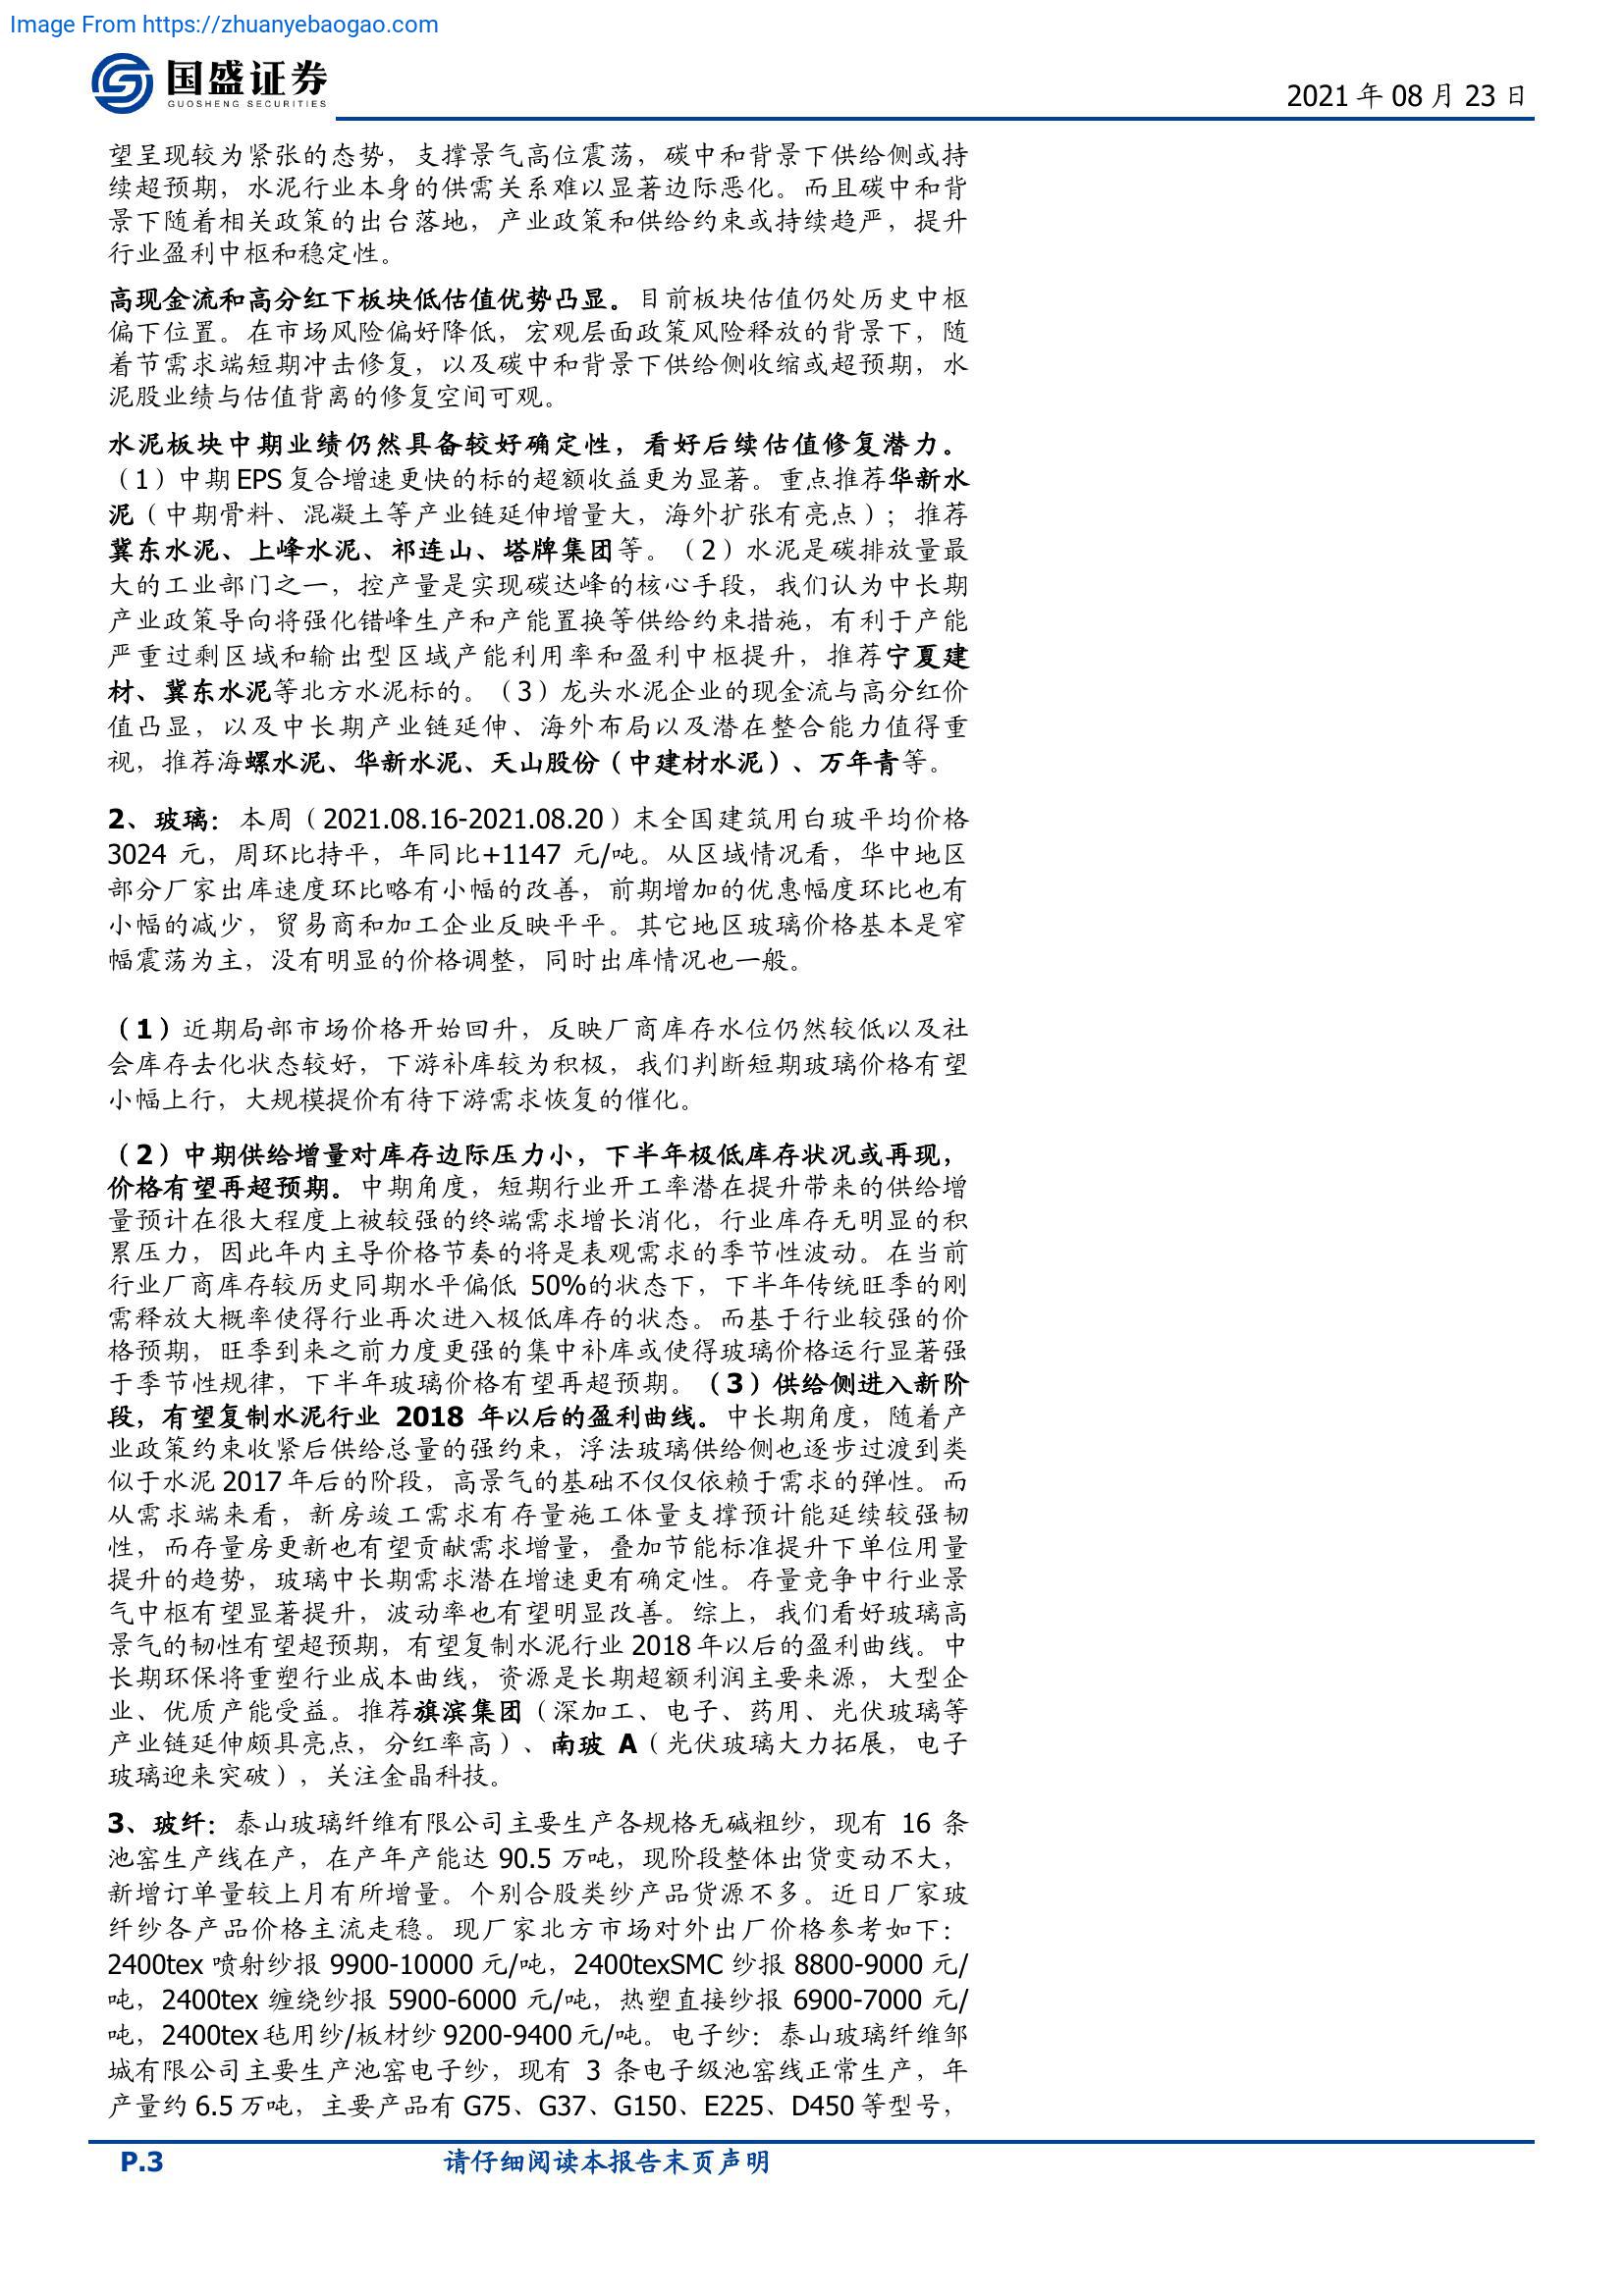 Image From https://zhuanyebaogao.com
国盛证券
GUOSHENG SECURITIES
2021 年 08 月 23 日
望呈现较为紧张的态势，支撑景气高位震荡，碳中和背景下供给侧或持
续超预期，水泥行业本身的供需关系难以显著边际恶化。而且碳中和背
景下随着相关政策的出台落地，产业政策和供给约束或持续趋严，提升
行业盈利中枢和稳定性。
高现金流和高分红下板块低估值优势凸显。目前板块估值仍处历史中枢
偏下位置。在市场风险偏好降低，宏观层面政策风险释放的背景下，随
着节需求端短期冲击修复，以及碳中和背景下供给侧收缩或超预期，水
泥股业绩与估值背离的修复空间可观。
水泥板块中期业绩仍然具备较好确定性，看好后续估值修复潜力。
（1）中期 EPS 复合增速更快的标的超额收益更为显著。重点推荐华新水
泥（中期骨料、混凝土等产业链延伸增量大，海外扩张有亮点）；推荐
冀东水泥、上峰水泥、祁连山、塔牌集团等。（2）水泥是碳排放量最
大的工业部门之一，控产量是实现碳达峰的核心手段，我们认为中长期
产业政策导向将强化错峰生产和产能置换等供给约束措施，有利于产能
严重过剩区域和输出型区域产能利用率和盈利中枢提升，推荐宁夏建
材、冀东水泥等北方水泥标的。（3）龙头水泥企业的现金流与高分红价
值凸显，以及中长期产业链延伸、海外布局以及潜在整合能力值得重
视，推荐海螺水泥、华新水泥、天山股份（中建材水泥）、万年青等。
2、玻璃：本周（2021.08.16-2021.08.20）末全国建筑用白玻平均价格
3024 元，周环比持平，年同比+1147 元/吨。从区域情况看，华中地区
部分厂家出库速度环比略有小幅的改善，前期增加的优惠幅度环比也有
小幅的减少，贸易商和加工企业反映平平。其它地区玻璃价格基本是窄
幅震荡为主，没有明显的价格调整，同时出库情况也一般。
（1）近期局部市场价格开始回升，反映厂商库存水位仍然较低以及社
会库存去化状态较好，下游补库较为积极，我们判断短期玻璃价格有望
小幅上行，大规模提价有待下游需求恢复的催化。
（2）中期供给增量对库存边际压力小，下半年极低库存状况或再现，
价格有望再超预期。中期角度，短期行业开工率潜在提升带来的供给增
量预计在很大程度上被较强的终端需求增长消化，行业库存无明显的积
累压力，因此年内主导价格节奏的将是表观需求的季节性波动。在当前
行业厂商库存较历史同期水平偏低 50%的状态下，下半年传统旺季的刚
需释放大概率使得行业再次进入极低库存的状态。而基于行业较强的价
格预期，旺季到来之前力度更强的集中补库或使得玻璃价格运行显著强
于季节性规律，下半年玻璃价格有望再超预期。（3）供给侧进入新阶
段，有望复制水泥行业 2018 年以后的盈利曲线。中长期角度，随着产
业政策约束收紧后供给总量的强约束，浮法玻璃供给侧也逐步过渡到类
似于水泥 2017 年后的阶段，高景气的基础不仅仅依赖于需求的弹性。而
从需求端来看，新房竣工需求有存量施工体量支撑预计能延续较强韧
性，而存量房更新也有望贡献需求增量，叠加节能标准提升下单位用量
提升的趋势，玻璃中长期需求潜在增速更有确定性。存量竞争中行业景
气中枢有望显著提升，波动率也有望明显改善。综上，我们看好玻璃高
景气的韧性有望超预期，有望复制水泥行业 2018 年以后的盈利曲线。中
长期环保将重塑行业成本曲线，资源是长期超额利润主要来源，大型企
业、优质产能受益。推荐旗滨集团（深加工、电子、药用、光伏玻璃等
产业链延伸颇具亮点，分红率高）、南玻 A（光伏玻璃大力拓展，电子
玻璃迎来突破），关注金晶科技。
3、玻纤：泰山玻璃纤维有限公司主要生产各规格无碱粗纱，现有 16 条
池窑生产线在产，在产年产能达 90.5 万吨，现阶段整体出货变动不大，
新增订单量较上月有所增量。个别合股类纱产品货源不多。近日厂家玻
纤纱各产品价格主流走稳。现厂家北方市场对外出厂价格参考如下：
2400tex 喷射纱报 9900-10000 元/吨，2400texSMC 纱报 8800-9000 元/
吨，2400tex 缠绕纱报 5900-6000 元/吨，热塑直接纱报 6900-7000 元/
吨，2400tex 毡用纱/板材纱 9200-9400 元/吨。电子纱：泰山玻璃纤维邹
城有限公司主要生产池窑电子纱，现有 3 条电子级池窑线正常生产，年
产量约 6.5 万吨，主要产品有 G75、G37、G150、E225、D450 等型号，
P.3
请仔细阅读本报告末页声明